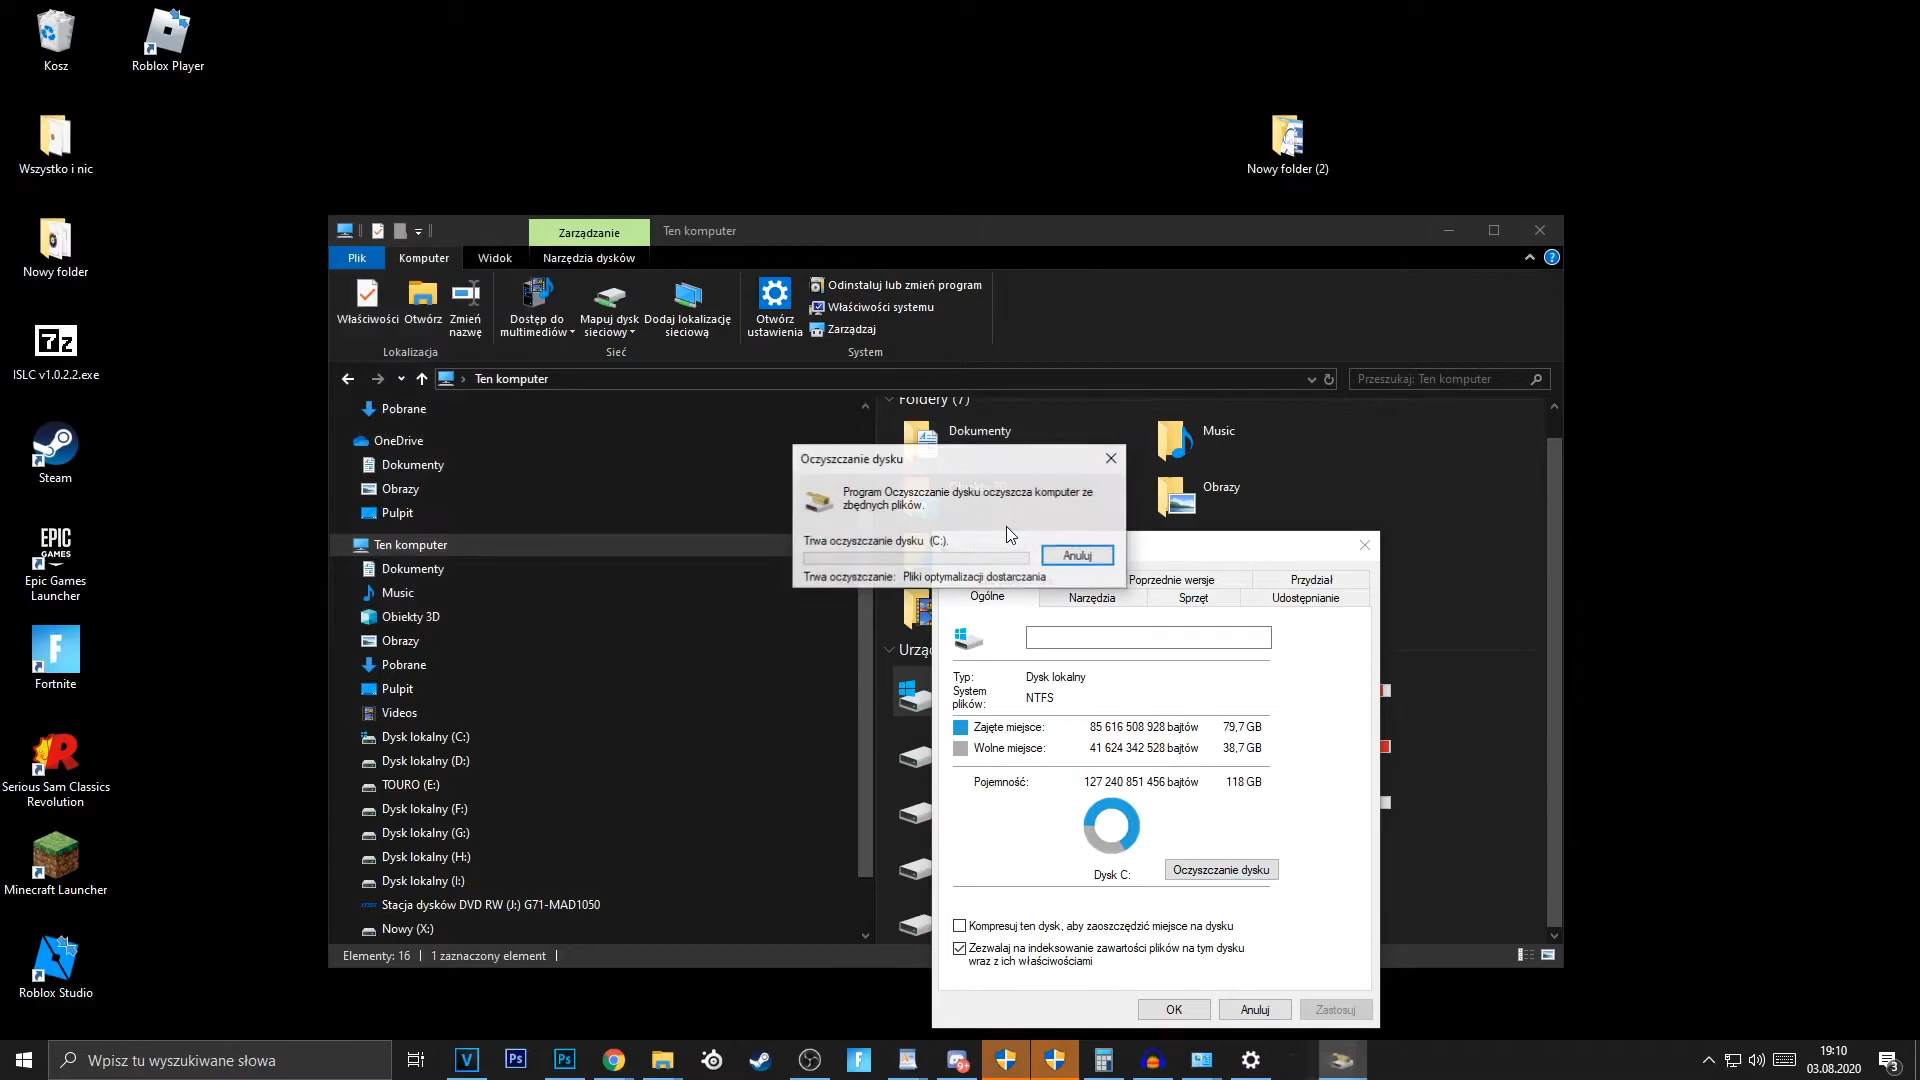 Kosz
Roblox Player
Wszystko i nic
Nowy folder (2)
Nowy folder
ISLC v1.0.2.2.exe
Steam
EPIC
GAMES
Epic Games
Launcher
Fortnite
Serious Sam Classics
Revolution
Minecraft Launcher
Roblox Studio
Zarządzanie
Ten komputer
Plik
Komputer
Widok
Narzędzia dysków
Właściwości
Otwórz
Zmień
nazwę
Dostęp do
multimediów
Mapuj dysk
sieciowy
Dodaj lokalizację
sieciową
Otwórz
ustawienia
Odinstaluj lub zmień program
Właściwości systemu
Zarządzaj
Lokalizacja
Sieć
System
Ten komputer
Przeszukaj: Ten komputer
Pobrane
OneDrive
Dokumenty
Obrazy
Pulpit
Ten komputer
Dokumenty
Music
Obiekty 3D
Obrazy
Pobrane
Pulpit
Videos
Dysk lokalny (C:)
Dysk lokalny (D:)
TOURO (E:)
Dysk lokalny (F:)
Dysk lokalny (G:)
Dysk lokalny (H:)
Dysk lokalny (I:)
Stacja dysków DVD RW (J:) G71-MAD1050
Nowy (X:)
Elementy: 16
1 zaznaczony element
Foldery (7)
Dokumenty
Music
Obrazy
Urząd
Oczyszczanie dysku
Program Oczyszczanie dysku oczyszcza komputer ze
zbędnych plików.
Trwa oczyszczanie dysku (C:).
Anuluj
Trwa oczyszczanie: Pliki optymalizacji dostarczania
Poprzednie wersje
Przydział
Ogólne
Narzędzia
Sprzęt
Udostępnianie
Typ: Dysk lokalny
System
plików:
NTFS
Zajęte miejsce: 85 616 508 928 bajtów 79,7 GB
Wolne miejsce: 41 624 342 528 bajtów 38,7 GB
Pojemność: 127 240 851 456 bajtów 118 GB
Dysk C:
Oczyszczanie dysku
Kompresuj ten dysk, aby zaoszczędzić miejsce na dysku
Zezwalaj na indeksowanie zawartości plików na tym dysku
wraz z ich właściwościami
OK
Anuluj
Zastosuj
Wpisz tu wyszukiwane słowa
19:10
03.08.2020
3